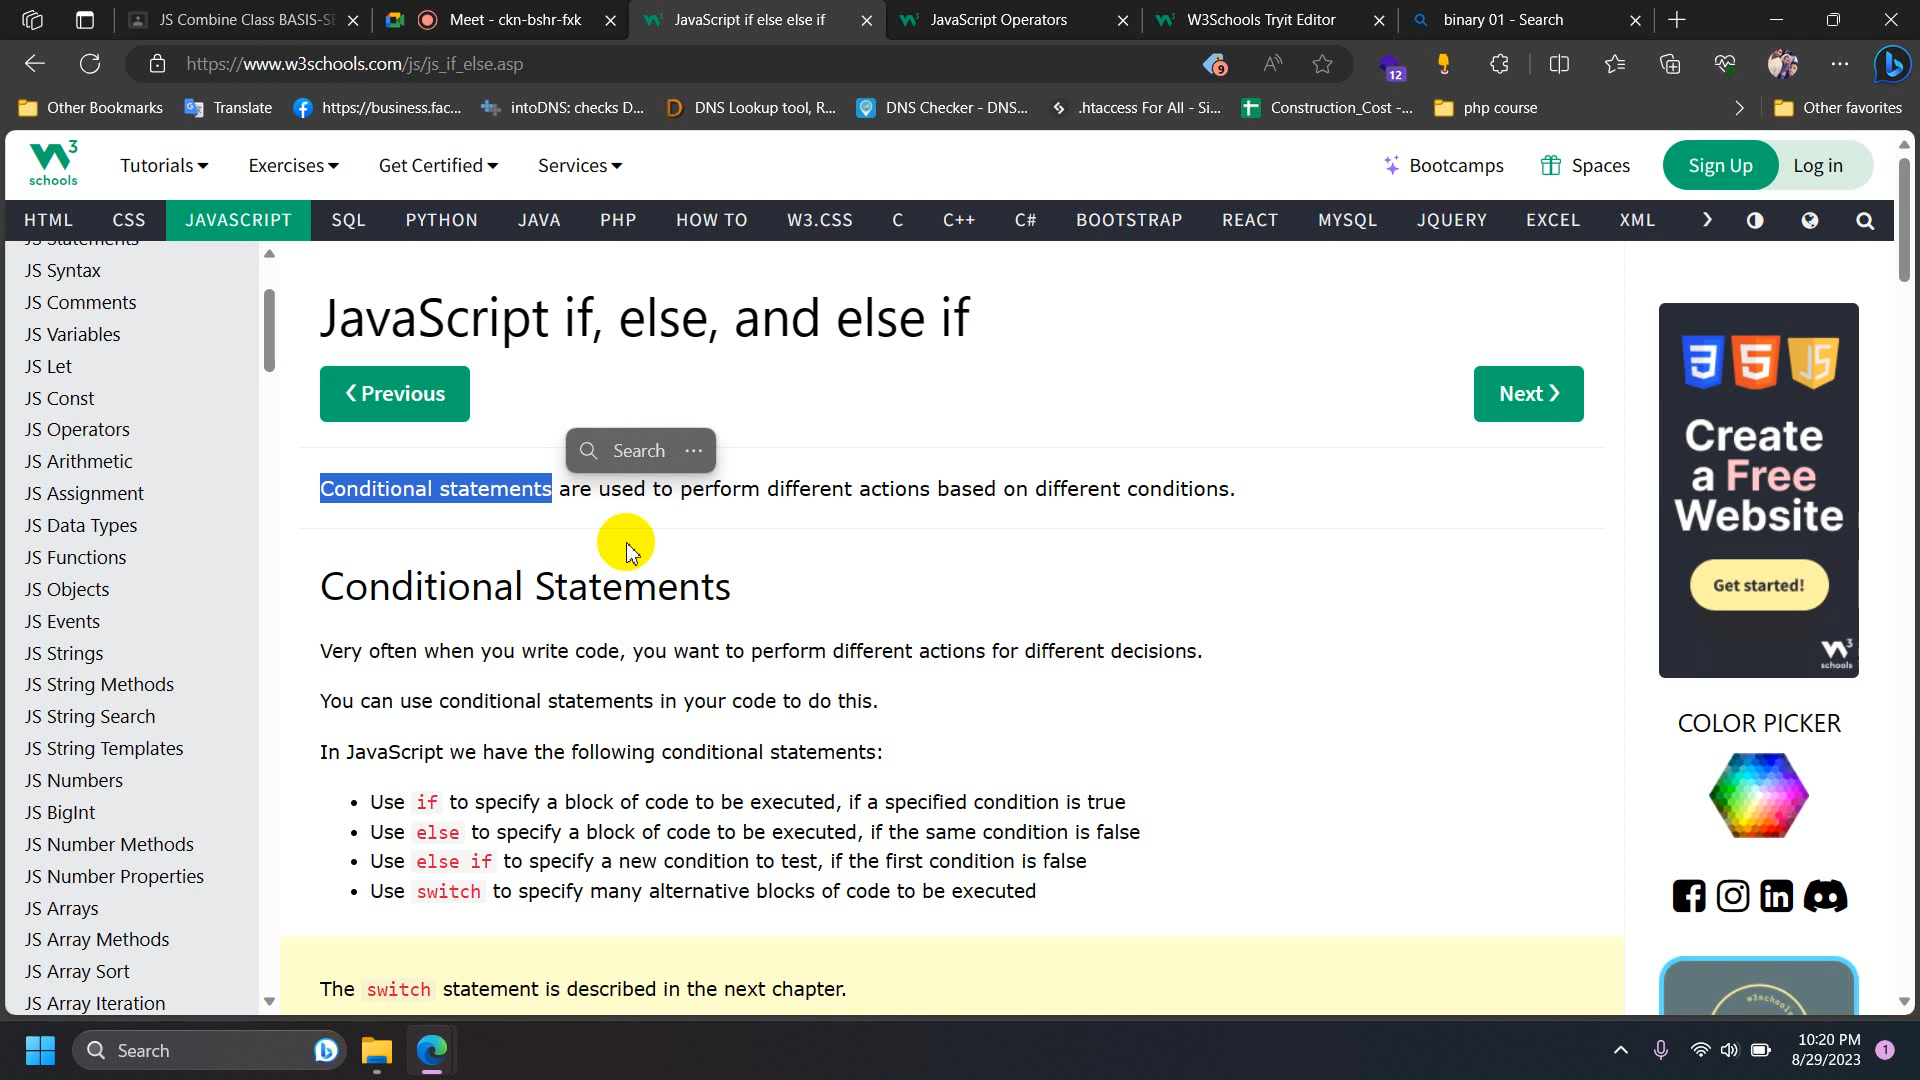 JS Combine Class BASIS-S
Meet - ckn-bshr-fxk
JavaScript if else else if
JavaScript Operators
W3Schools Tryit Editor
binary 01 - Search
https://www.w3schools.com/js/js_if_else.asp
9
12
Other Bookmarks
Translate
https://business.fac...
intoDNS: checks D...
DNS Lookup tool, R...
DNS Checker - DNS...
.htaccess For All - Si...
Construction_Cost -...
php course
Other favorites
W3 schools
Tutorials
Exercises
Get Certified
Services
Bootcamps
Spaces
Sign Up
Log in
HTML CSS JAVASCRIPT SQL PYTHON JAVA PHP HOW TO W3.CSS C C++ C# BOOTSTRAP REACT MYSQL JQUERY EXCEL XML
JS Statements
JS Syntax
JS Comments
JS Variables
JS Let
JS Const
JS Operators
JS Arithmetic
JS Assignment
JS Data Types
JS Functions
JS Objects
JS Events
JS Strings
JS String Methods
JS String Search
JS String Templates
JS Numbers
JS BigInt
JS Number Methods
JS Number Properties
JS Arrays
JS Array Methods
JS Array Sort
JS Array Iteration
JavaScript if, else, and else if
❮ Previous
Next ❯
Search ...
Conditional statements are used to perform different actions based on different conditions.
Conditional Statements
Very often when you write code, you want to perform different actions for different decisions.
You can use conditional statements in your code to do this.
In JavaScript we have the following conditional statements:
• Use if to specify a block of code to be executed, if a specified condition is true
• Use else to specify a block of code to be executed, if the same condition is false
• Use else if to specify a new condition to test, if the first condition is false
• Use switch to specify many alternative blocks of code to be executed
The switch statement is described in the next chapter.
3 5 JS
Create
a Free
Website
Get started!
W3 schools
COLOR PICKER
w3schools
Search
10:20 PM
8/29/2023
1